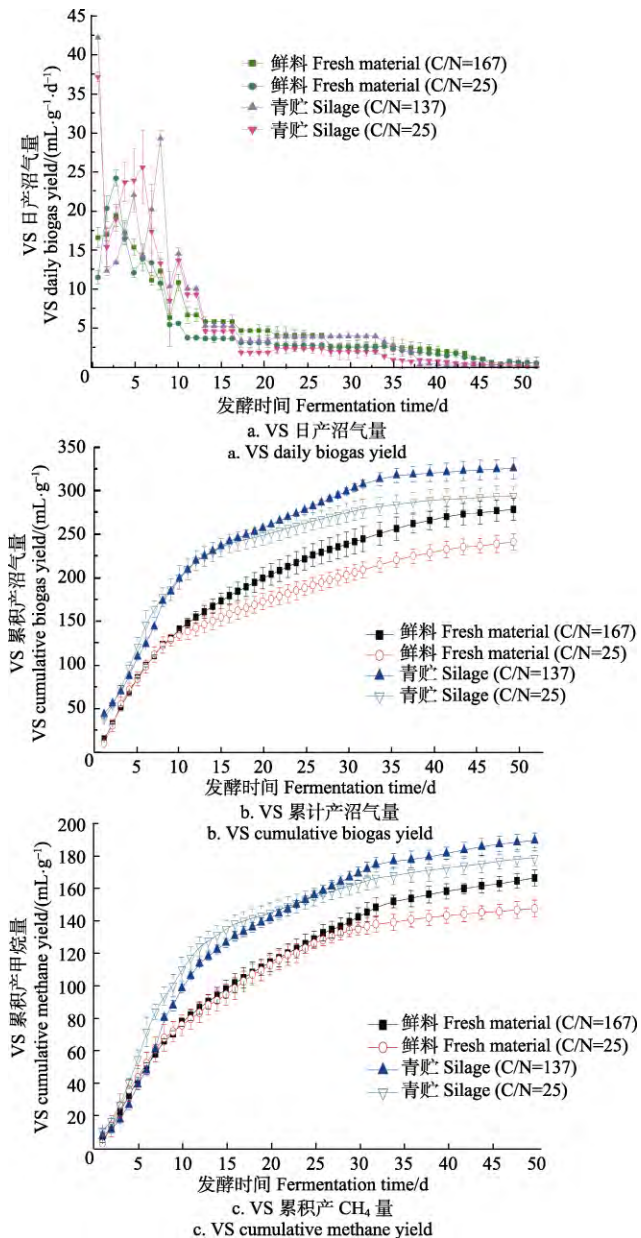 45
40
35
30
25
20
15
10
5
0
VS 日产沼气量
VS daily biogas yield/(mL·g⁻¹·d⁻¹)
鲜料 Fresh material (C/N=167)
鲜料 Fresh material (C/N=25)
青贮 Silage (C/N=137)
青贮 Silage (C/N=25)
0 5 10 15 20 25 30 35 40 45 50
发酵时间 Fermentation time/d
a. VS 日产沼气量
a. VS daily biogas yield
350
300
250
200
150
100
50
VS 累积产沼气量
VS cumulative biogas yield/(mL·g⁻¹)
鲜料 Fresh material (C/N=167)
鲜料 Fresh material (C/N=25)
青贮 Silage (C/N=137)
青贮 Silage (C/N=25)
0 5 10 15 20 25 30 35 40 45 50
发酵时间 Fermentation time/d
b. VS 累计产沼气量
b. VS cumulative biogas yield
200
180
160
140
120
100
80
60
40
20
VS 累积产甲烷量
VS cumulative methane yield/(mL·g⁻¹)
鲜料 Fresh material (C/N=167)
鲜料 Fresh material (C/N=25)
青贮 Silage (C/N=137)
青贮 Silage (C/N=25)
0 5 10 15 20 25 30 35 40 45 50
发酵时间 Fermentation time/d
c. VS 累积产 CH₄ 量
c. VS cumulative methane yield